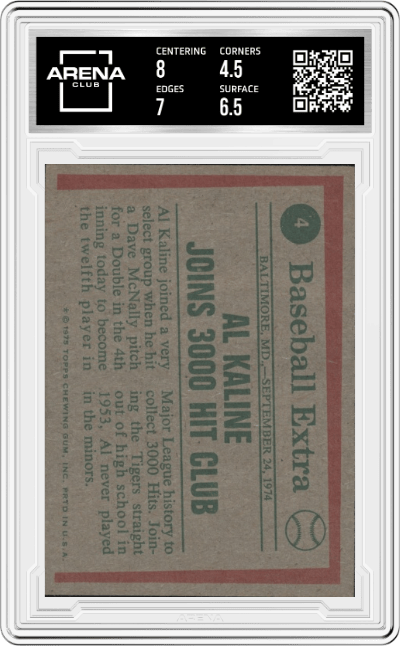 ARENA
CLUB
CENTERING CORNERS
8 4.5
EDGES SURFACE
7 6.5
4
Baseball Extra
BALTIMORE, MD.,—SEPTEMBER 24, 1974
AL KALINE
JOINS 3000 HIT CLUB
Al Kaline joined a very
select group when he hit
a Dave McNally pitch
for a Double in the 4th
inning today to become
the twelfth player in
Major League history to
collect 3000 Hits. Join-
ing the Tigers straight
out of high school in
1953, Al never played
in the minors.
© 1975 TOPPS CHEWING GUM, INC. PRTD IN U.S.A.
ARENA